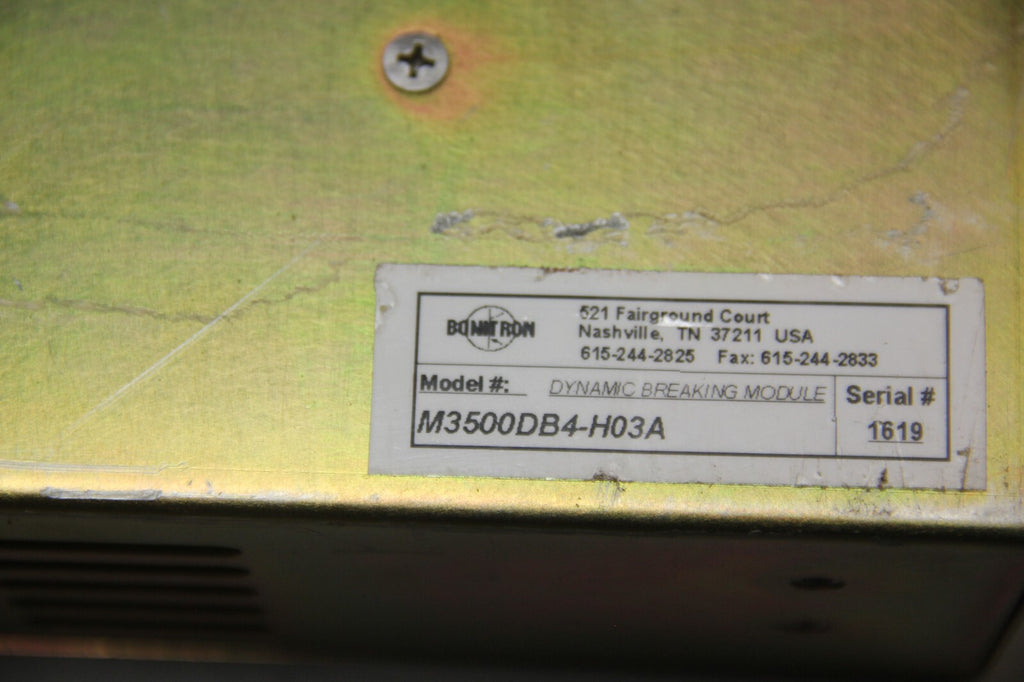 BONITRON
521 Fairground Court
Nashville, TN 37211 USA
615-244-2825 Fax: 615-244-2833
Model #: DYNAMIC BREAKING MODULE
M3500DB4-H03A
Serial #
1619